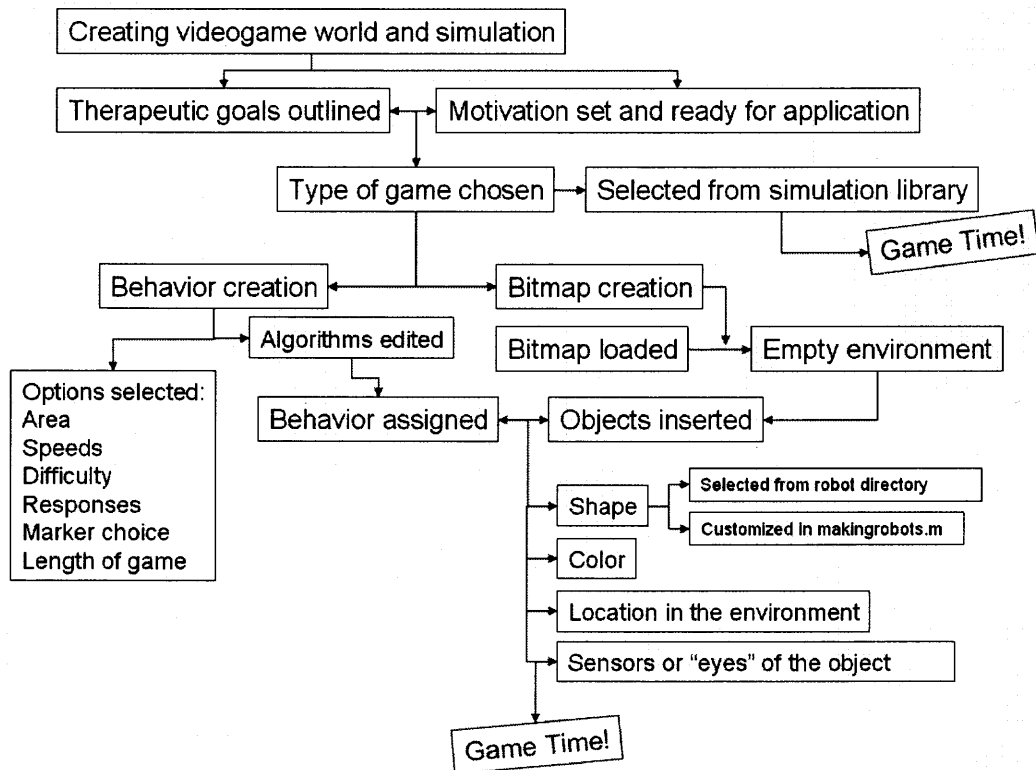 Creating videogame world and simulation
Therapeutic goals outlined
Motivation set and ready for application
Type of game chosen
Selected from simulation library
Game Time!
Behavior creation
Bitmap creation
Algorithms edited
Bitmap loaded
Empty environment
Options selected:
Area
Speeds
Difficulty
Responses
Marker choice
Length of game
Behavior assigned
Objects inserted
Shape
Selected from robot directory
Customized in makingrobots.m
Color
Location in the environment
Sensors or “eyes” of the object
Game Time!